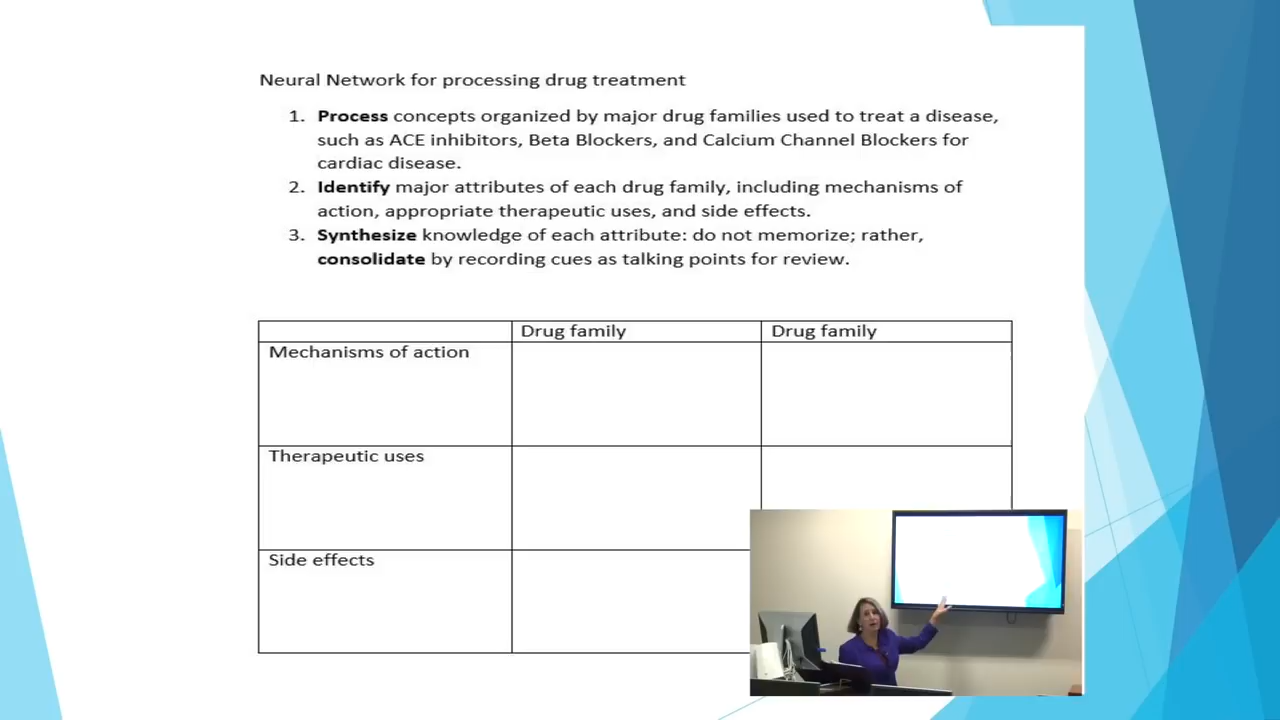 Neural Network for processing drug treatment
1. Process concepts organized by major drug families used to treat a disease,
such as ACE inhibitors, Beta Blockers, and Calcium Channel Blockers for
cardiac disease.
2. Identify major attributes of each drug family, including mechanisms of
action, appropriate therapeutic uses, and side effects.
3. Synthesize knowledge of each attribute: do not memorize; rather,
consolidate by recording cues as talking points for review.
Drug family Drug family
Mechanisms of action
Therapeutic uses
Side effects